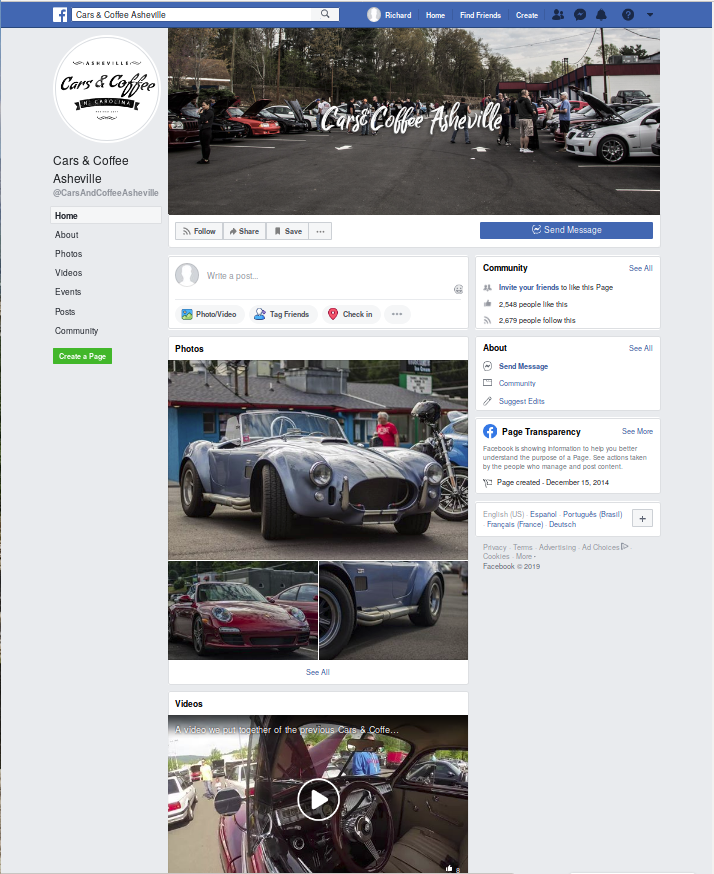 Cars & Coffee Asheville
Richard
Home
Find Friends
Create
ASHEVILLE
Cars & Coffee
N. CAROLINA
Cars & Coffee Asheville
Cars & Coffee
Asheville
@CarsAndCoffeeAsheville
Home
About
Photos
Videos
Events
Posts
Community
Create a Page
Follow
Share
Save
...
Send Message
Write a post...
Photo/Video
Tag Friends
Check in
...
Photos
See All
Videos
A video we put together of the previous Cars & Coffe...
8
Community
See All
Invite your friends to like this Page
2,548 people like this
2,679 people follow this
About
See All
Send Message
Community
Suggest Edits
Page Transparency
See More
Facebook is showing information to help you better
understand the purpose of a Page. See actions taken
by the people who manage and post content.
Page created - December 15, 2014
English (US) · Español · Português (Brasil)
· Français (France) · Deutsch
+
Privacy · Terms · Advertising · Ad Choices
Cookies · More
Facebook © 2019